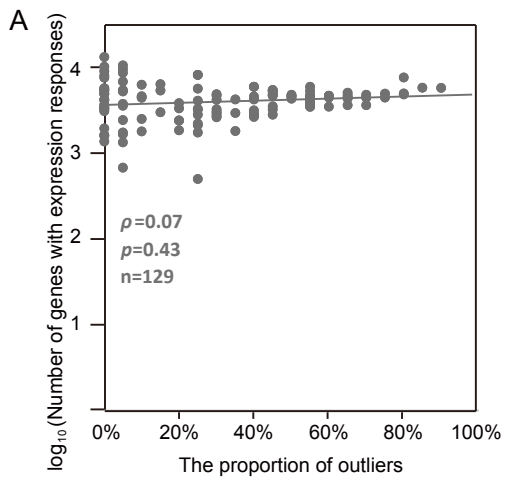 A
log₁₀(Number of genes with expression responses)
4
3
2
1
ρ=0.07
p=0.43
n=129
0% 20% 40% 60% 80% 100%
The proportion of outliers